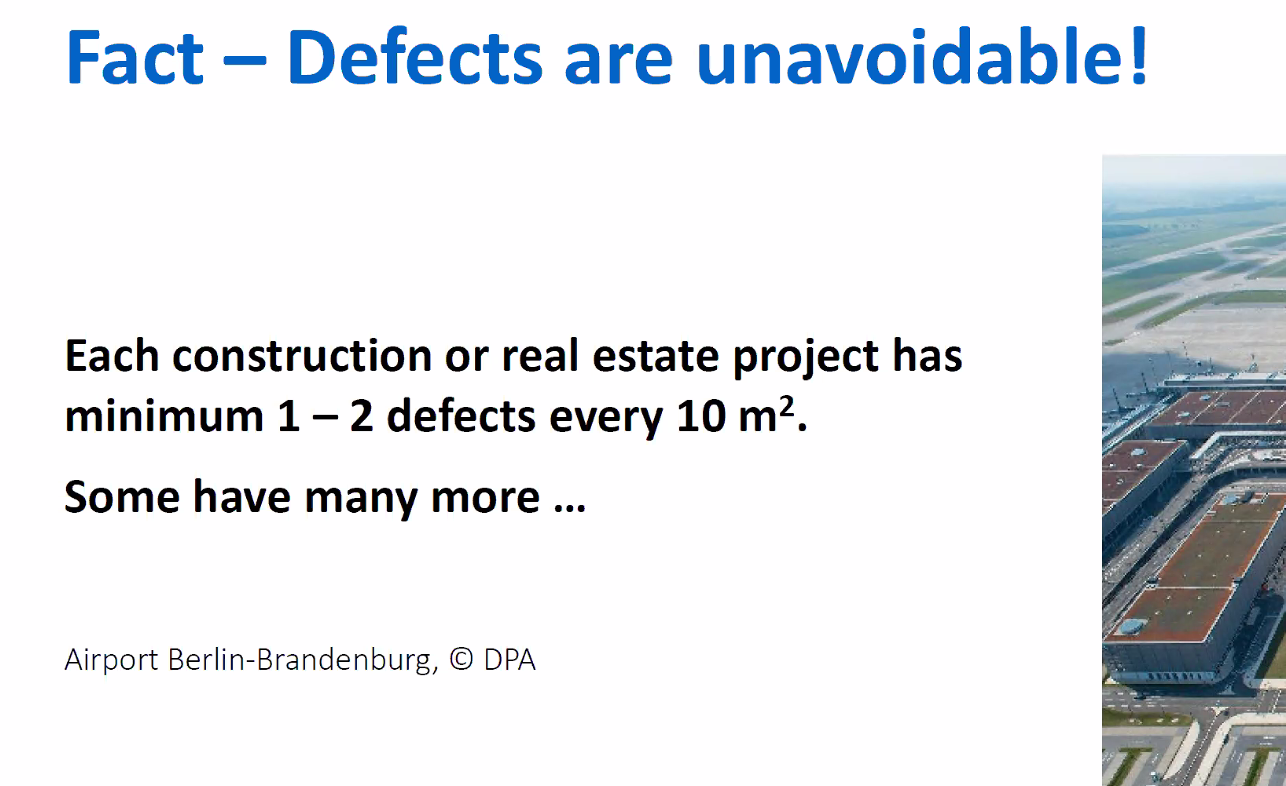 Fact – Defects are unavoidable!
Each construction or real estate project has
minimum 1 – 2 defects every 10 m².
Some have many more …
Airport Berlin-Brandenburg, © DPA